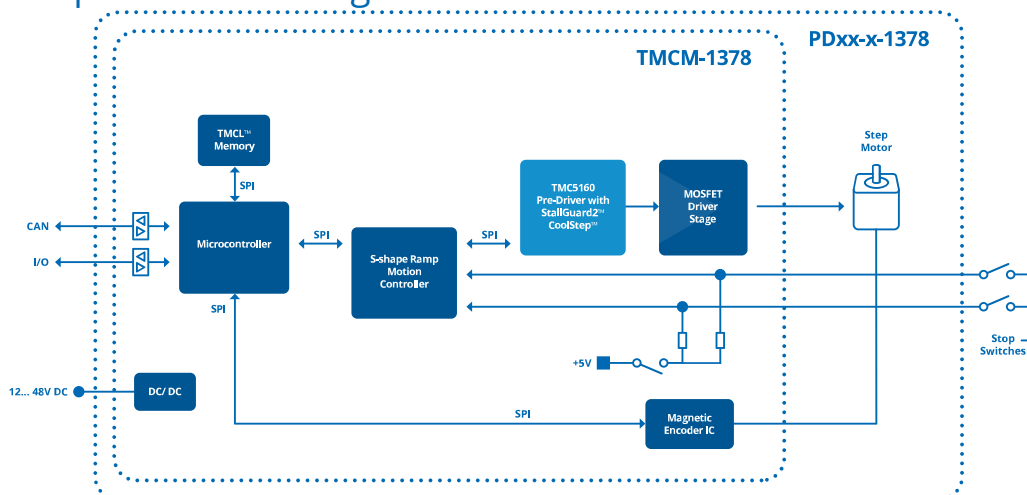 PDxx-x-1378
TMCM-1378
TMCL™
Memory
SPI
Step
Motor
TMC5160
Pre-Driver with
StallGuard2™
CoolStep™
MOSFET
Driver
Stage
CAN
I/O
Microcontroller
SPI
S-shape Ramp
Motion
Controller
SPI
SPI
+5V
Stop
Switches
12... 48V DC
DC/ DC
SPI
Magnetic
Encoder IC